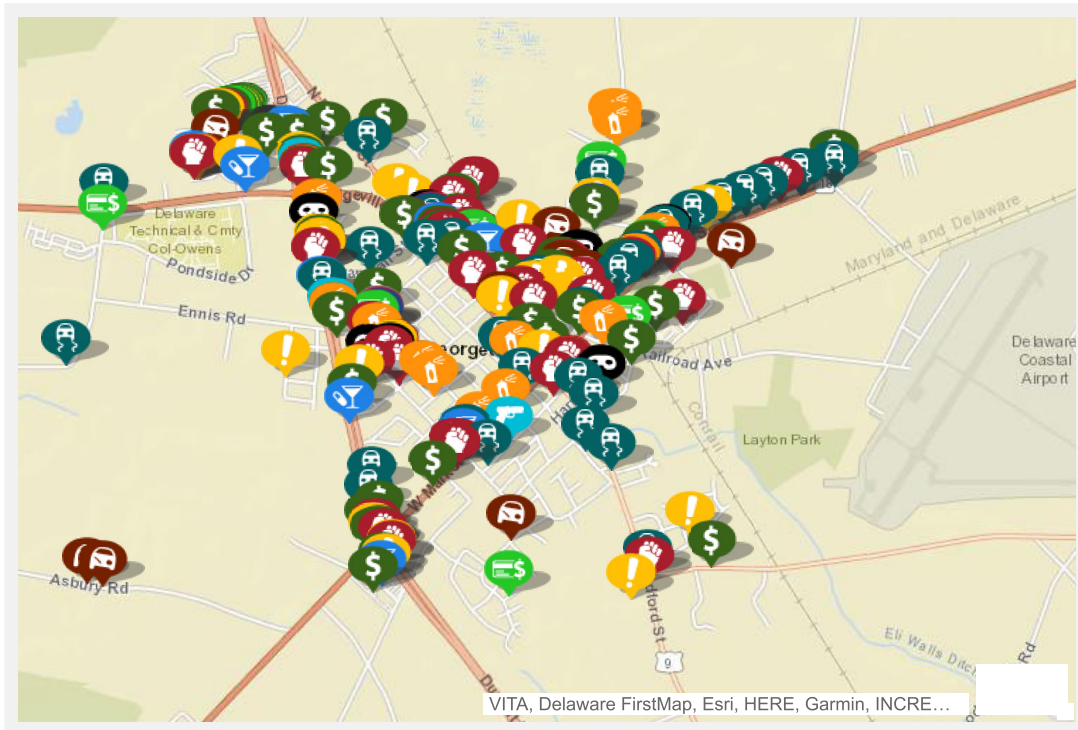 Delaware
Technical & Cmty
Col-Owens
Pondside Dr
Ennis Rd
Maryland and Delaware
Railroad Ave
Delaware
Coastal
Airport
Conrail
Layton Park
Asbury Rd
9
Eli Walls Ditch
Rd
VITA, Delaware FirstMap, Esri, HERE, Garmin, INCRE…